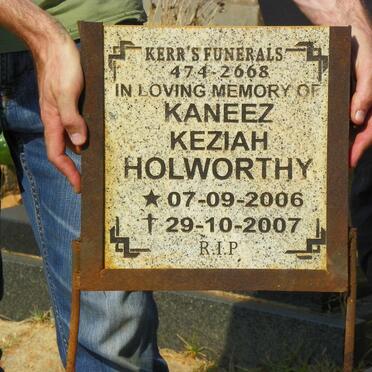 KERR'S FUNERALS
474-2668
IN LOVING MEMORY OF
KANEEZ
KEZIAH
HOLWORTHY
★ 07-09-2006
† 29-10-2007
R.I.P